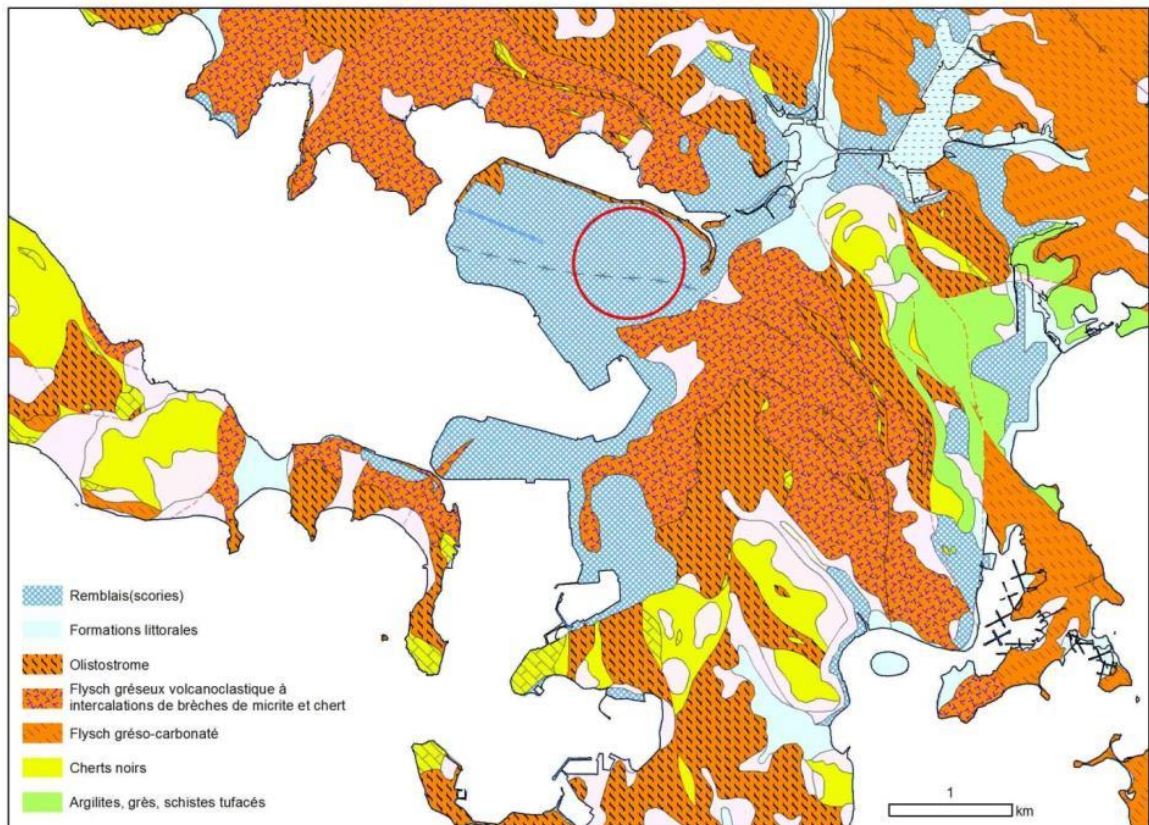 Remblais(scories)
Formations littorales
Olistostrome
Flysch gréseux volcanoclastique à
intercalations de brèches de micrite et chert
Flysch gréso-carbonaté
Cherts noirs
Argilites, grès, schistes tufacés
1
km